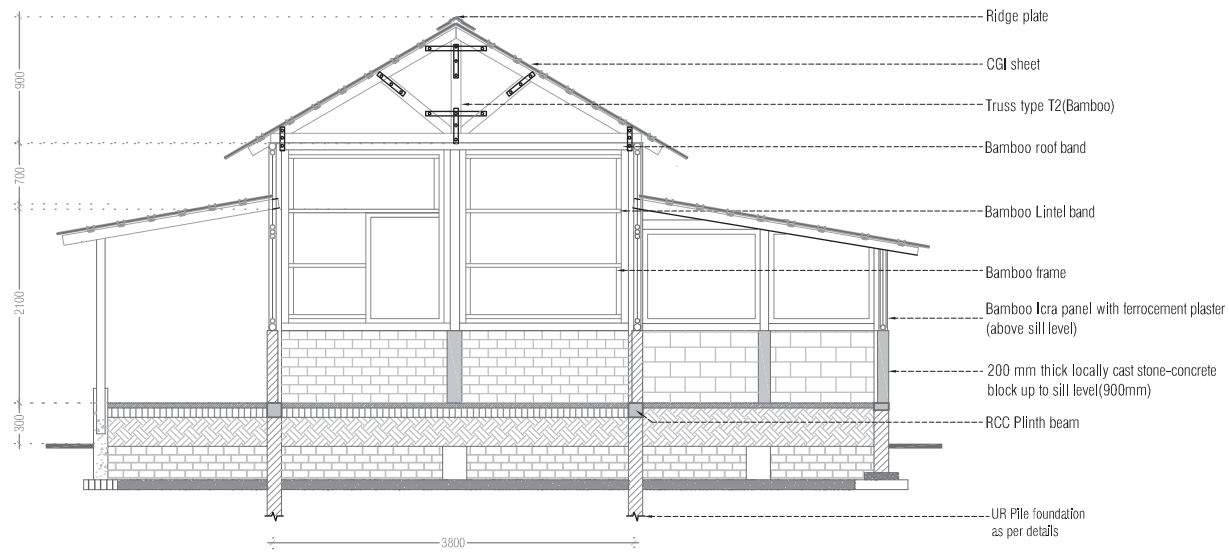 Ridge plate
CGI sheet
900
Truss type T2(Bamboo)
Bamboo roof band
700
Bamboo Lintel band
Bamboo frame
2100
Bamboo Icra panel with ferrocement plaster
(above sill level)
200 mm thick locally cast stone-concrete
block up to sill level(900mm)
RCC Plinth beam
300
UR Pile foundation
as per details
3800